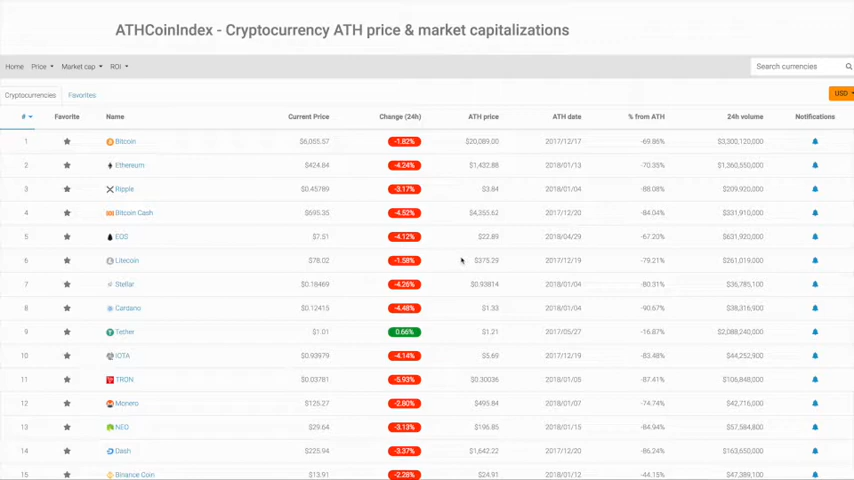 ATHCoinIndex - Cryptocurrency ATH price & market capitalizations
Home Price Market cap ROI Search currencies
Cryptocurrencies Favorites USD
# Favorite Name Current Price Change (24h) ATH price ATH date % from ATH 24h volume Notifications
1 Bitcoin $6,055.57 -1.82% $20,089.00 2017/12/17 -69.86% $3,300,120,000
2 Ethereum $424.84 -4.24% $1,432.88 2018/01/13 -70.35% $1,360,550,000
3 Ripple $0.45789 -3.17% $3.84 2018/01/04 -88.08% $209,920,000
4 Bitcoin Cash $695.35 -4.52% $4,355.62 2017/12/20 -84.04% $331,910,000
5 EOS $7.51 -4.12% $22.89 2018/04/29 -67.20% $631,920,000
6 Litecoin $78.02 -1.58% $375.29 2017/12/19 -79.21% $261,019,000
7 Stellar $0.18469 -4.26% $0.93814 2018/01/04 -80.31% $36,785,100
8 Cardano $0.12415 -4.48% $1.33 2018/01/04 -90.67% $38,316,900
9 Tether $1.01 0.66% $1.21 2017/05/27 -16.87% $2,088,240,000
10 IOTA $0.93979 -4.14% $5.69 2017/12/19 -83.48% $44,252,900
11 TRON $0.03781 -5.93% $0.30036 2018/01/05 -87.41% $106,848,000
12 Monero $125.27 -2.80% $495.84 2018/01/07 -74.74% $42,716,000
13 NEO $29.64 -3.13% $196.85 2018/01/15 -84.94% $57,584,800
14 Dash $225.94 -3.37% $1,642.22 2017/12/20 -86.24% $163,650,000
15 Binance Coin $13.91 -2.28% $24.91 2018/01/12 -44.15% $47,389,100